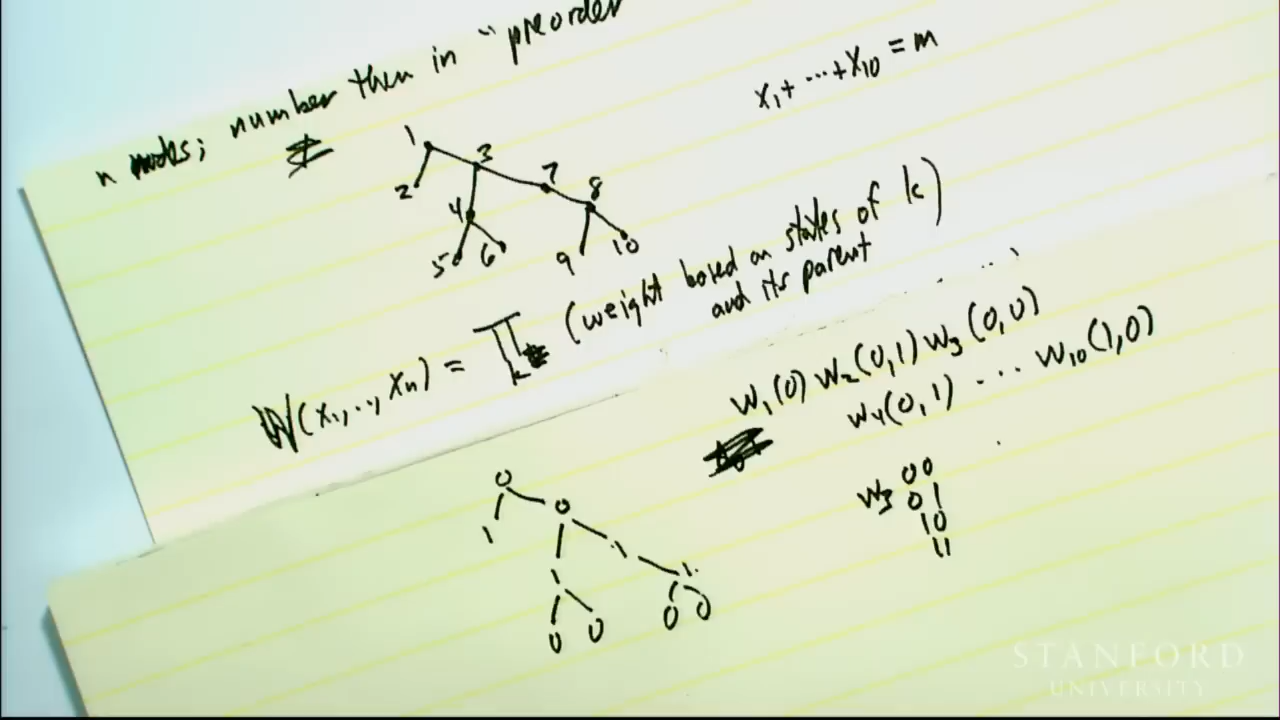 n nodes; number them in "preorder
x₁+ ⋯ +x₁₀ = m
1
3
2
7
4
8
5
6
9
10
W(x₁,..,xₙ) = ∏ₖ (weight based on states of k)
and its parent
w₁(0) w₂(0,1) w₃(0,0)
w₄(0,1) ⋯ w₁₀(1,0)
0
0
1
1
1
1
0
0
0
0
w₃ 00
01
10
11
STANFORD
UNIVERSITY